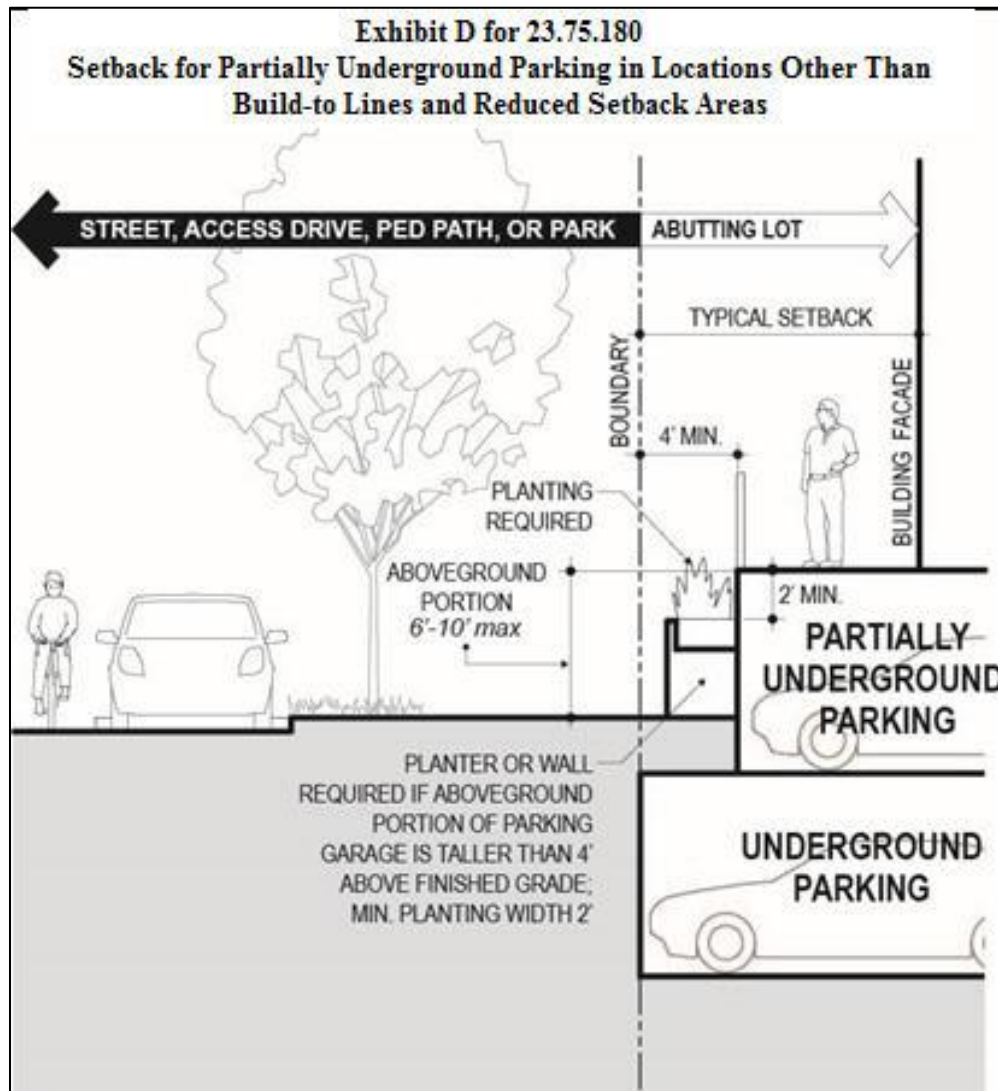 Exhibit D for 23.75.180
Setback for Partially Underground Parking in Locations Other Than
Build-to Lines and Reduced Setback Areas
STREET, ACCESS DRIVE, PED PATH, OR PARK
ABUTTING LOT
TYPICAL SETBACK
BOUNDARY
BUILDING FACADE
4' MIN.
PLANTING
REQUIRED
ABOVEGROUND
PORTION
6'-10' max
2' MIN.
PARTIALLY
UNDERGROUND
PARKING
PLANTER OR WALL
REQUIRED IF ABOVEGROUND
PORTION OF PARKING
GARAGE IS TALLER THAN 4'
ABOVE FINISHED GRADE;
MIN. PLANTING WIDTH 2'
UNDERGROUND
PARKING